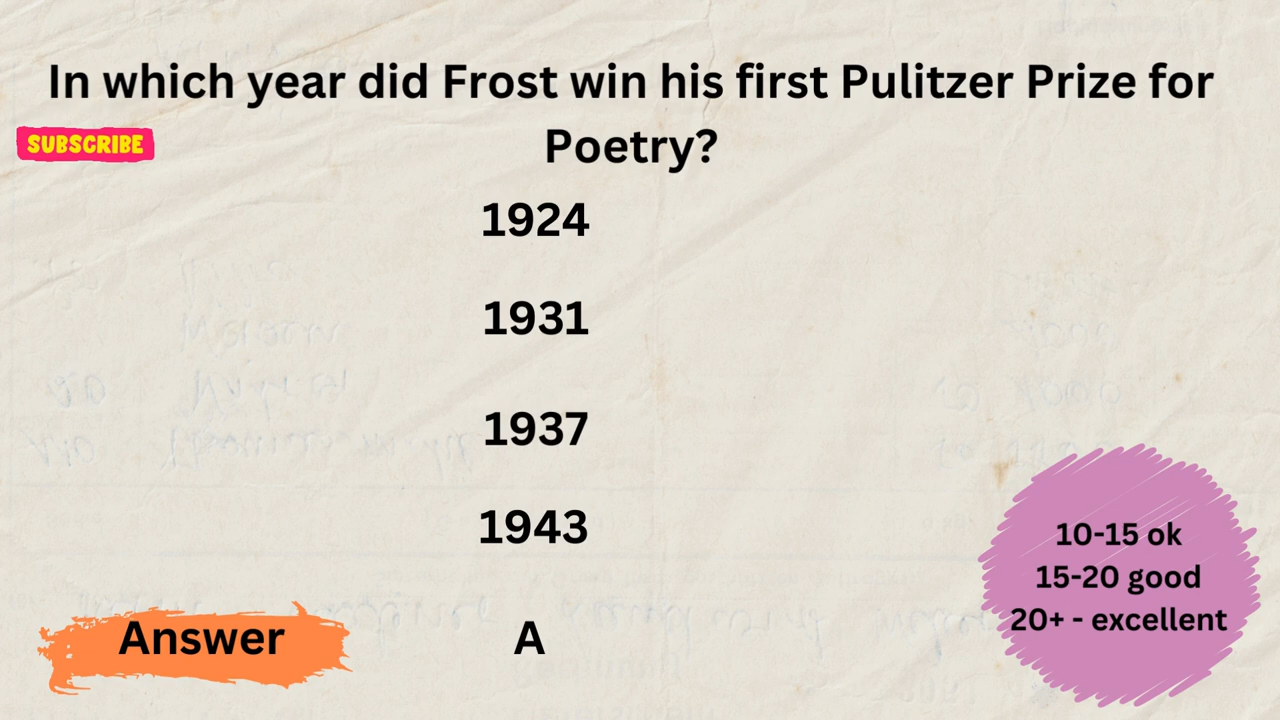 In which year did Frost win his first Pulitzer Prize for
SUBSCRIBE
Poetry?
1924
1931
1937
1943
10-15 ok
15-20 good
20+ - excellent
Answer
A